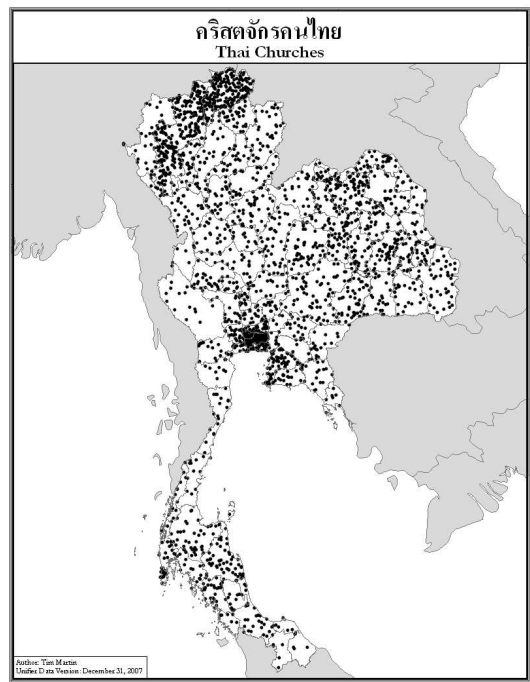 คริสตจักรคนไทย
Thai Churches
Author: Tim Martin
Unifier Data Version: December 31, 2007